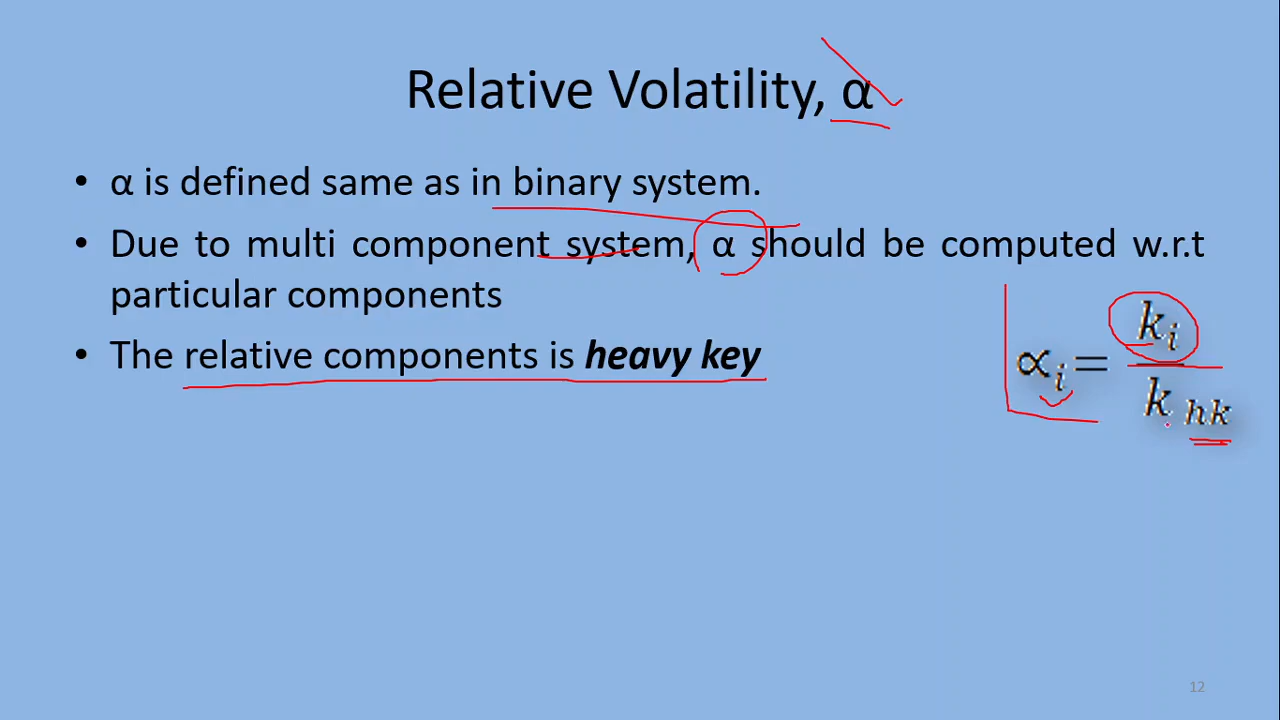 Relative Volatility, α
• α is defined same as in binary system.
• Due to multi component system, α should be computed w.r.t
particular components
• The relative components is heavy key
∝i = ki / k hk
12